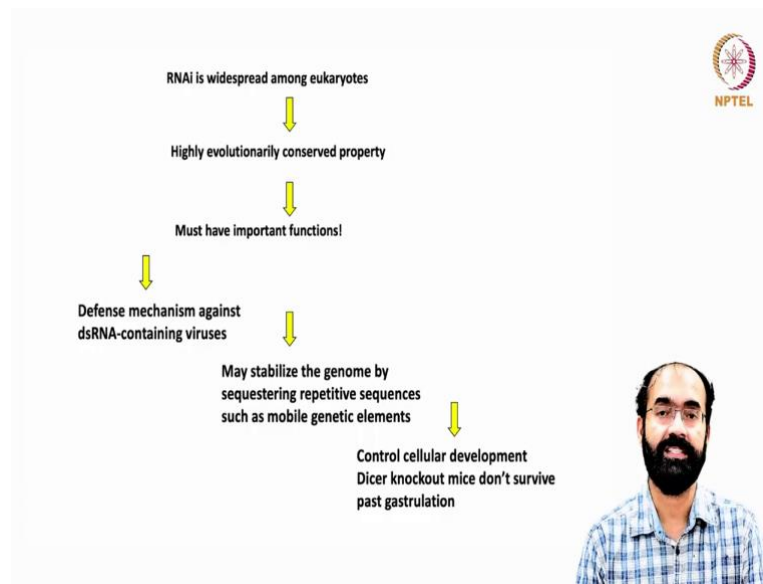 NPTEL
RNAi is widespread among eukaryotes
Highly evolutionarily conserved property
Must have important functions!
Defense mechanism against
dsRNA-containing viruses
May stabilize the genome by
sequestering repetitive sequences
such as mobile genetic elements
Control cellular development
Dicer knockout mice don't survive
past gastrulation